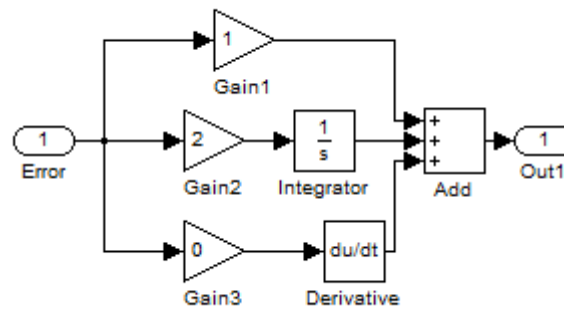 1
Gain1
1
Error
2
Gain2
1
s
Integrator
+
+
+
Add
1
Out1
0
Gain3
du/dt
Derivative